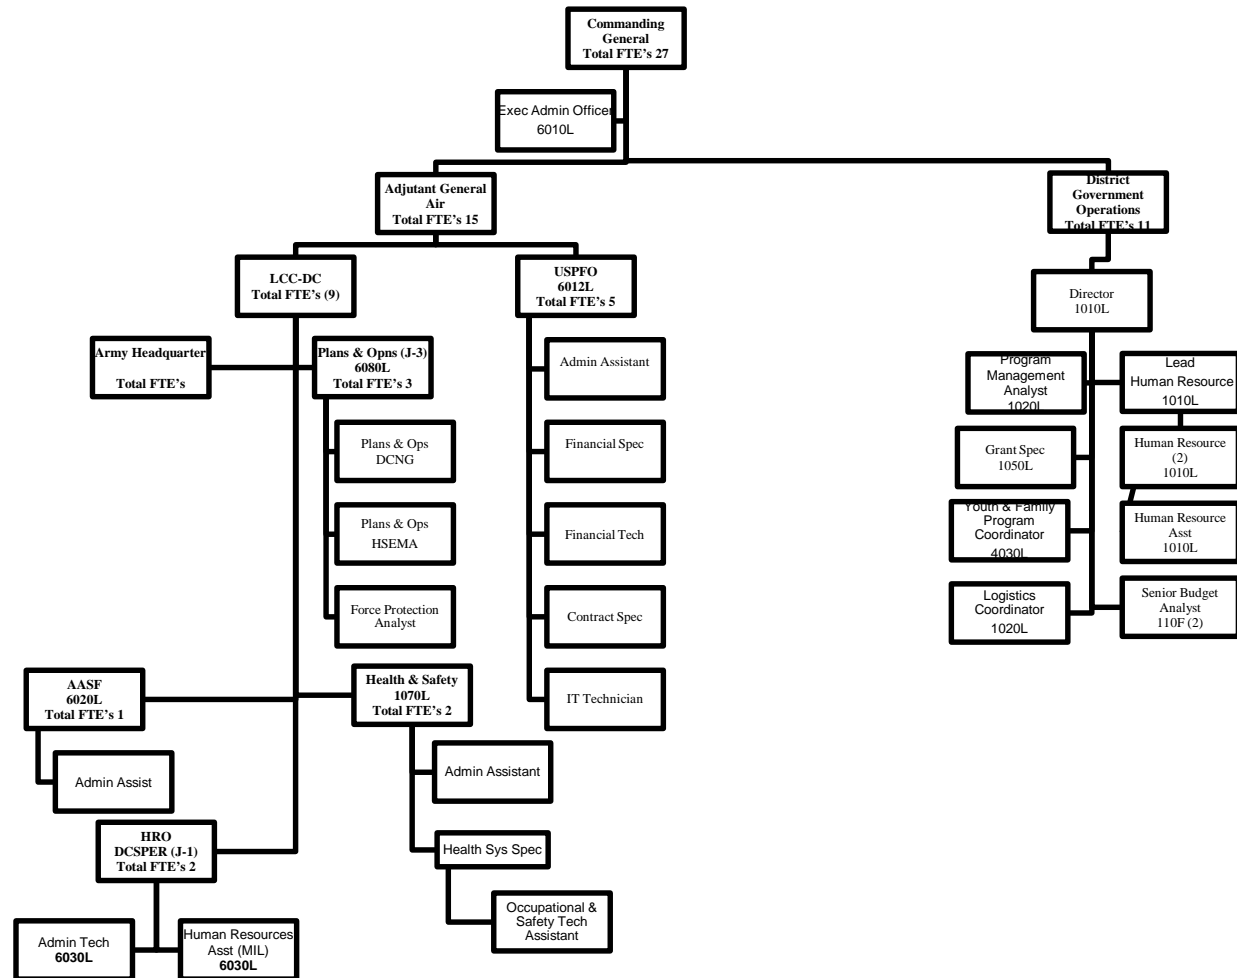 Commanding
General
Total FTE's 27
Exec Admin Officer
6010L
Adjutant General
Air
Total FTE's 15
District
Government
Operations
Total FTE's 11
LCC-DC
Total FTE's (9)
USPFO
6012L
Total FTE's 5
Director
1010L
Army Headquarter
Total FTE's
Plans & Opns (J-3)
6080L
Total FTE's 3
Admin Assistant
Program
Management
Analyst
1020L
Lead
Human Resource
1010L
Plans & Ops
DCNG
Financial Spec
Grant Spec
1050L
Human Resource
(2)
1010L
Plans & Ops
HSEMA
Financial Tech
Youth & Family
Program
Coordinator
4030L
Human Resource
Asst
1010L
Force Protection
Analyst
Contract Spec
Logistics
Coordinator
1020L
Senior Budget
Analyst
110F (2)
AASF
6020L
Total FTE's 1
Health & Safety
1070L
Total FTE's 2
IT Technician
Admin Assist
Admin Assistant
HRO
DCSPER (J-1)
Total FTE's 2
Health Sys Spec
Occupational &
Safety Tech
Assistant
Admin Tech
6030L
Human Resources
Asst (MIL)
6030L